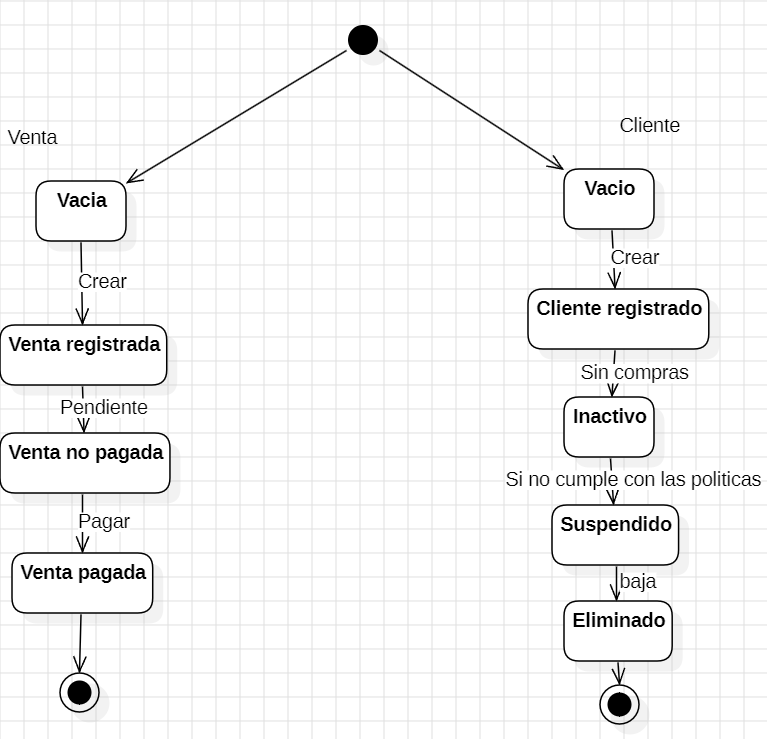 Venta
Vacia
Crear
Venta registrada
Pendiente
Venta no pagada
Pagar
Venta pagada
Cliente
Vacio
Crear
Cliente registrado
Sin compras
Inactivo
Si no cumple con las politicas
Suspendido
baja
Eliminado